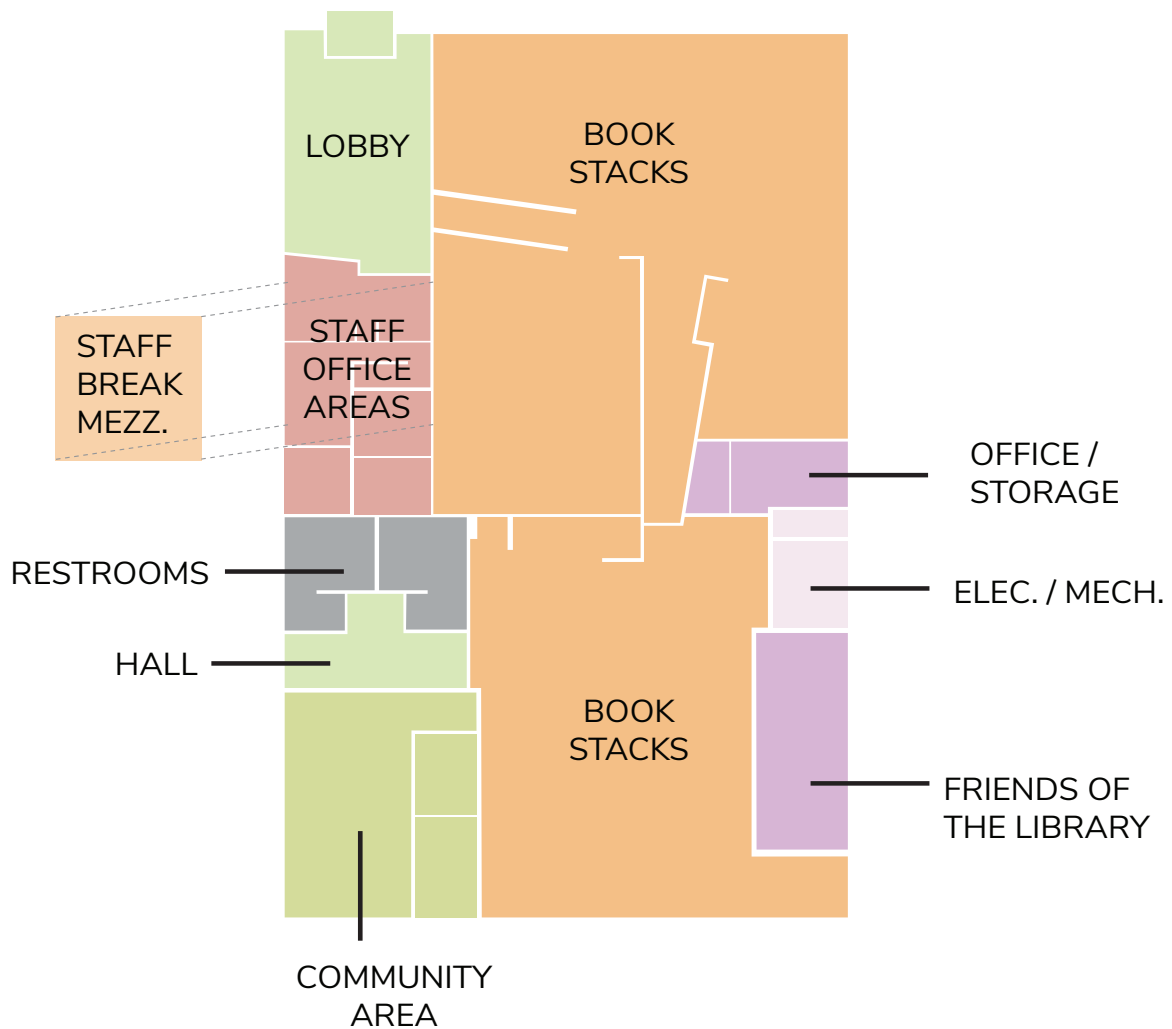 LOBBY
BOOK
STACKS
STAFF
BREAK
MEZZ.
STAFF
OFFICE
AREAS
OFFICE /
STORAGE
RESTROOMS
ELEC. / MECH.
HALL
BOOK
STACKS
FRIENDS OF
THE LIBRARY
COMMUNITY
AREA